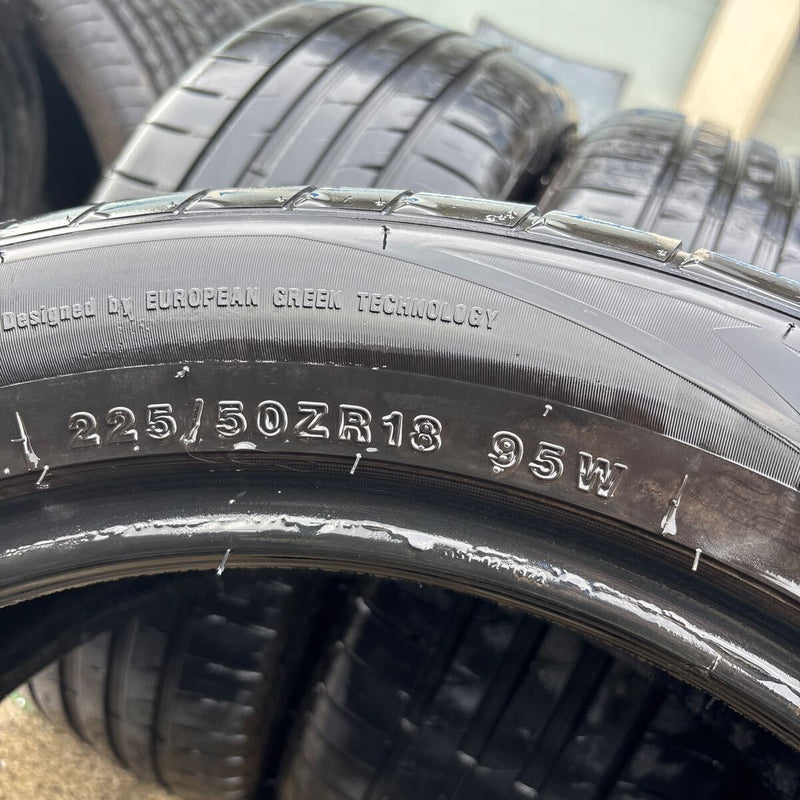 Designed by EUROPEAN GREEN TECHNOLOGY
225/50ZR18 95W